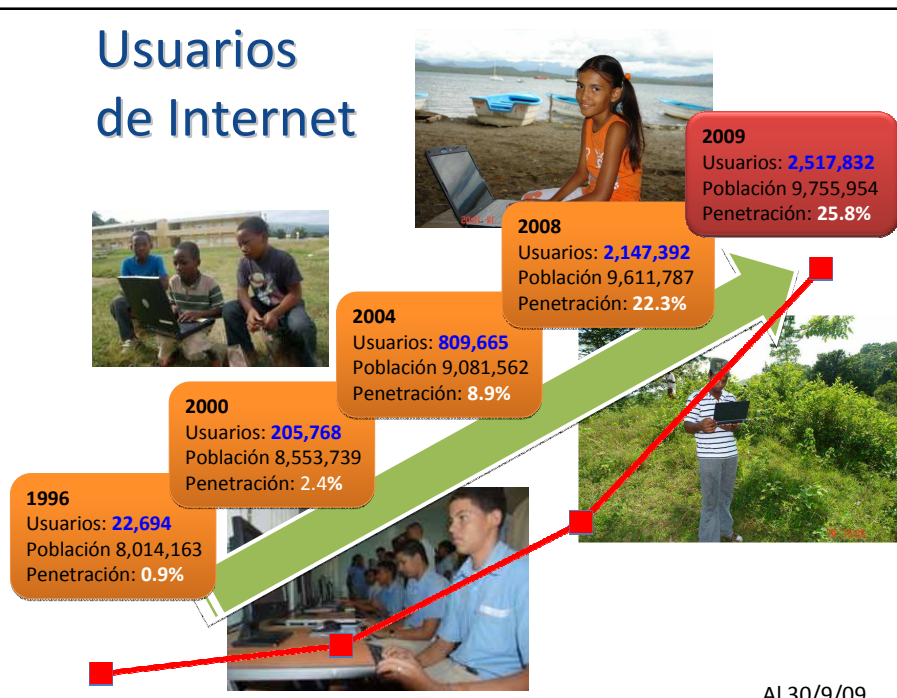 Usuarios
de Internet
2009
Usuarios: 2,517,832
Población 9,755,954
Penetración: 25.8%
2008
Usuarios: 2,147,392
Población 9,611,787
Penetración: 22.3%
2004
Usuarios: 809,665
Población 9,081,562
Penetración: 8.9%
2000
Usuarios: 205,768
Población 8,553,739
Penetración: 2.4%
1996
Usuarios: 22,694
Población 8,014,163
Penetración: 0.9%
Al 30/9/09